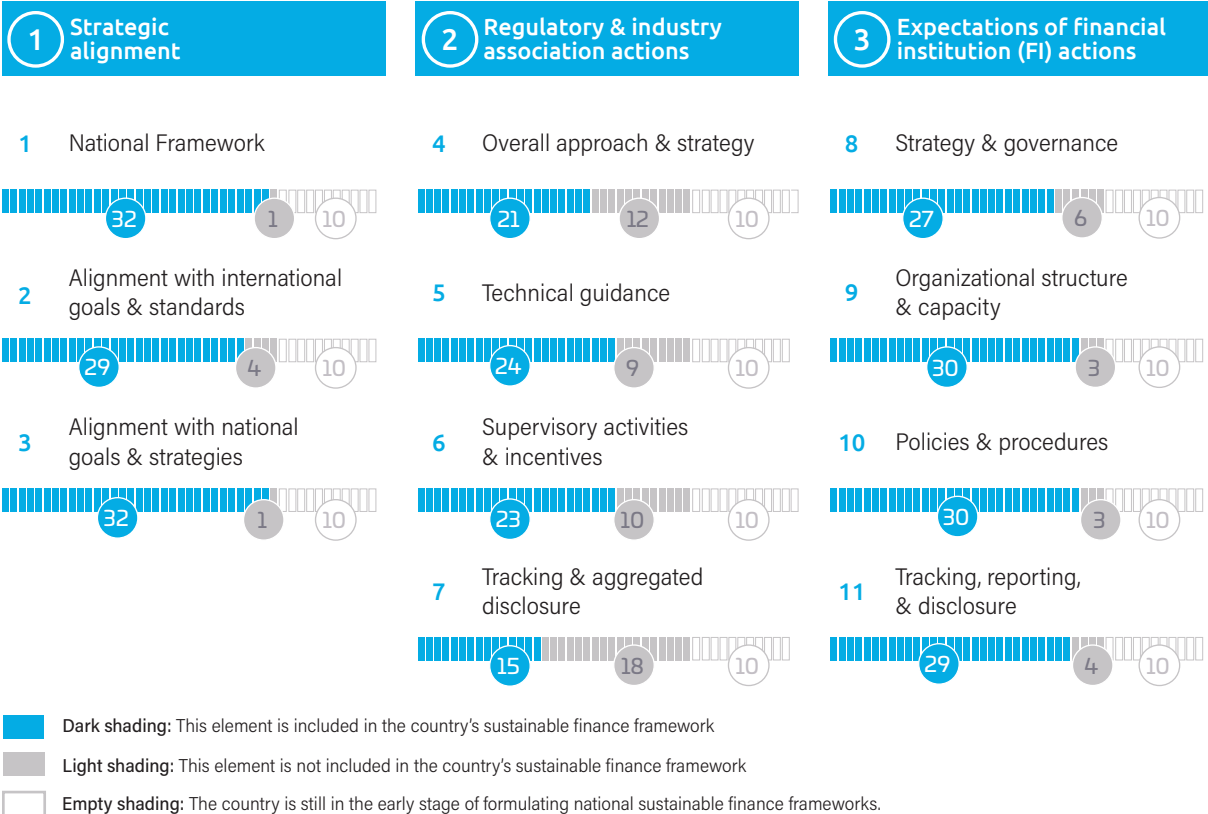 1 Strategic
alignment
1 National Framework
32 1 10
2 Alignment with international
goals & standards
29 4 10
3 Alignment with national
goals & strategies
32 1 10
2 Regulatory & industry
association actions
4 Overall approach & strategy
21 12 10
5 Technical guidance
24 9 10
6 Supervisory activities
& incentives
23 10 10
7 Tracking & aggregated
disclosure
15 18 10
3 Expectations of financial
institution (FI) actions
8 Strategy & governance
27 6 10
9 Organizational structure
& capacity
30 3 10
10 Policies & procedures
30 3 10
11 Tracking, reporting,
& disclosure
29 4 10
Dark shading: This element is included in the country's sustainable finance framework
Light shading: This element is not included in the country's sustainable finance framework
Empty shading: The country is still in the early stage of formulating national sustainable finance frameworks.